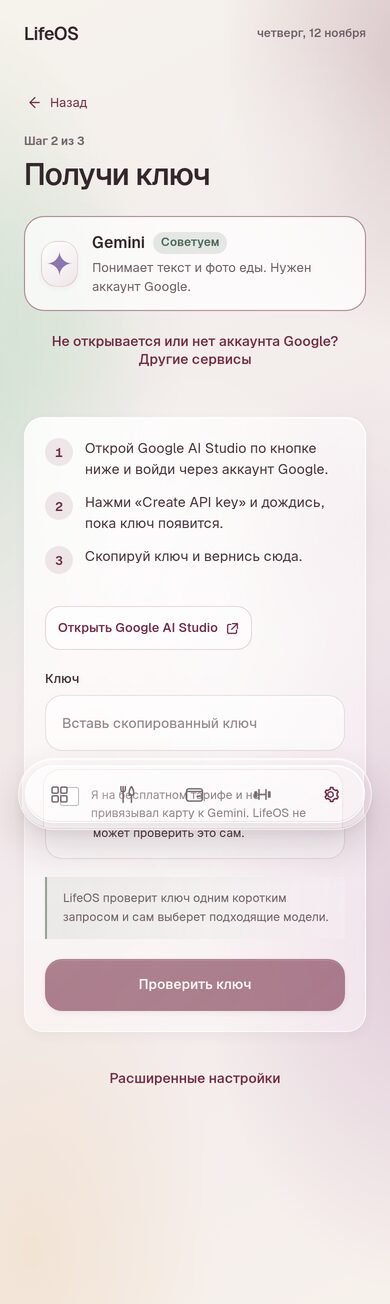 LifeOS
четверг, 12 ноября
Назад
Шаг 2 из 3
Получи ключ
Gemini
Советуем
Понимает текст и фото еды. Нужен
аккаунт Google.
Не открывается или нет аккаунта Google?
Другие сервисы
1
Открой Google AI Studio по кнопке
ниже и войди через аккаунт Google.
2
Нажми «Create API key» и дождись,
пока ключ появится.
3
Скопируй ключ и вернись сюда.
Открыть Google AI Studio
Ключ
Вставь скопированный ключ
Я на бесплатном тарифе и не
привязывал карту к Gemini. LifeOS не
может проверить это сам.
LifeOS проверит ключ одним коротким
запросом и сам выберет подходящие модели.
Проверить ключ
Расширенные настройки